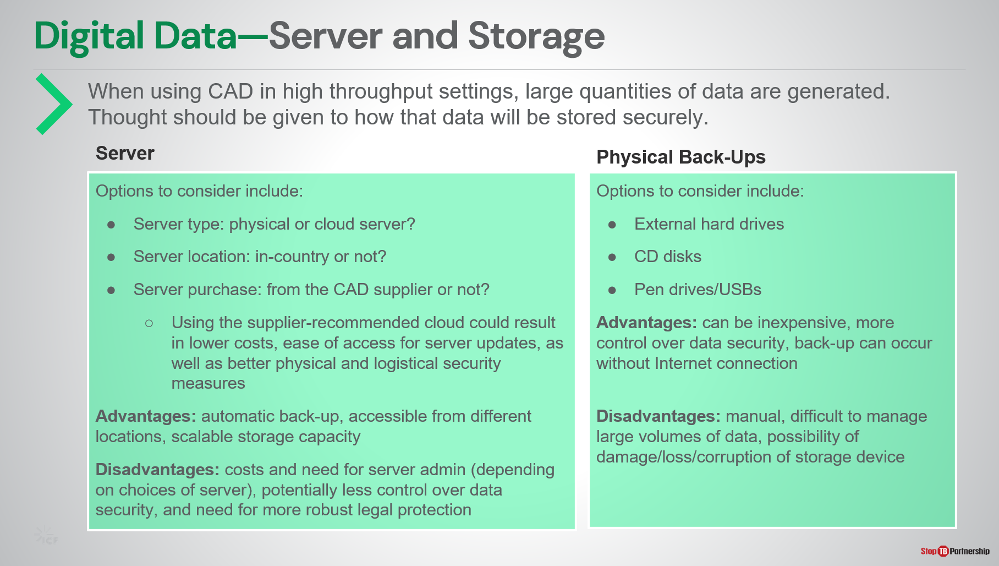 Digital Data—Server and Storage
When using CAD in high throughput settings, large quantities of data are generated.
Thought should be given to how that data will be stored securely.
Server
Options to consider include:
● Server type: physical or cloud server?
● Server location: in-country or not?
● Server purchase: from the CAD supplier or not?
○ Using the supplier-recommended cloud could result
in lower costs, ease of access for server updates, as
well as better physical and logistical security
measures
Advantages: automatic back-up, accessible from different
locations, scalable storage capacity
Disadvantages: costs and need for server admin (depending
on choices of server), potentially less control over data
security, and need for more robust legal protection
Physical Back-Ups
Options to consider include:
● External hard drives
● CD disks
● Pen drives/USBs
Advantages: can be inexpensive, more
control over data security, back-up can occur
without Internet connection
Disadvantages: manual, difficult to manage
large volumes of data, possibility of
damage/loss/corruption of storage device
Stop TB Partnership